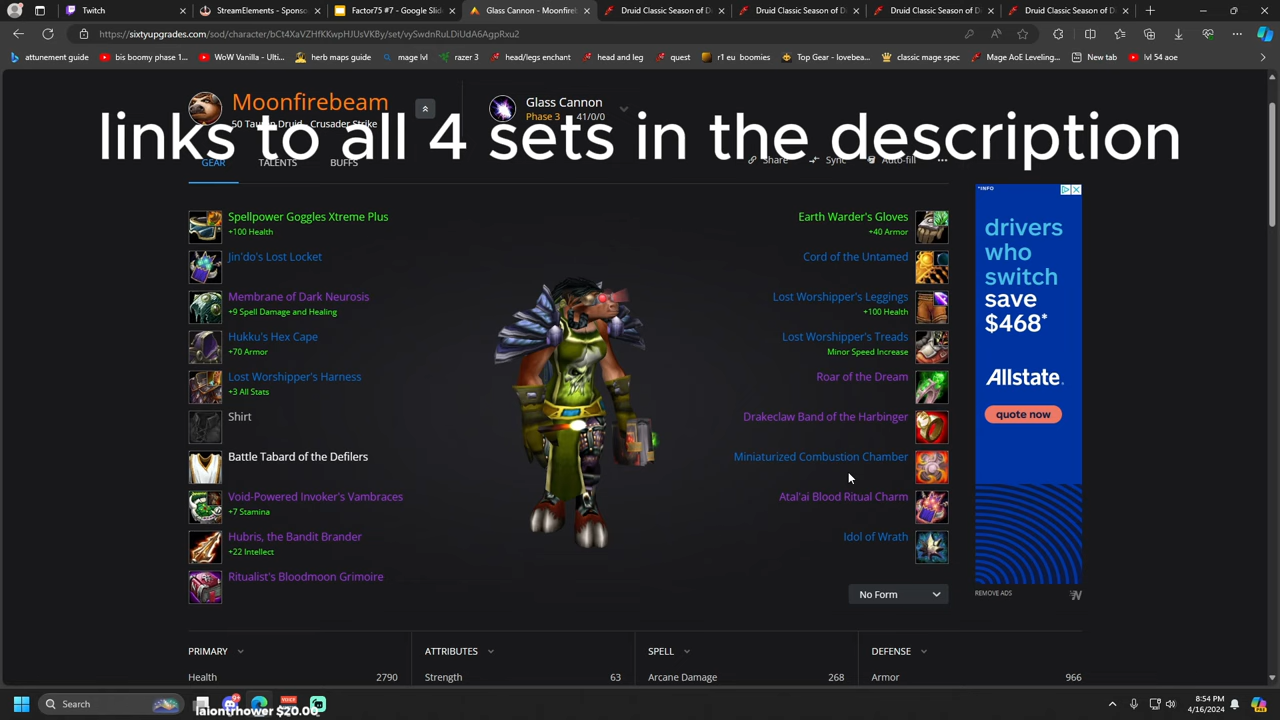 Twitch
StreamElements - Sponso
Factor75 #7 - Google Slide
Glass Cannon - Moonfire
Druid Classic Season of D
Druid Classic Season of D
Druid Classic Season of D
Druid Classic Season of D
https://sixtyupgrades.com/sod/character/bCt4XaVZHfKKwpHJUsVKBy/set/vySwdnRuLDiUdA6AgpRxu2
attunement guide
bis boomy phase 1...
WoW Vanilla - Ulti...
herb maps guide
mage lvl
razer 3
head/legs enchant
head and leg
quest
r1 eu boomies
Top Gear - lovebea...
classic mage spec
Mage AoE Leveling...
New tab
lvl 54 aoe
Moonfirebeam
50 Tauren Druid Crusader Strike
Glass Cannon
Phase 3 41/0/0
links to all 4 sets in the description
GEAR
TALENTS
BUFFS
Share
Sync
Auto-fill
Spellpower Goggles Xtreme Plus
+100 Health
Jin'do's Lost Locket
Membrane of Dark Neurosis
+9 Spell Damage and Healing
Hukku's Hex Cape
+70 Armor
Lost Worshipper's Harness
+3 All Stats
Shirt
Battle Tabard of the Defilers
Void-Powered Invoker's Vambraces
+7 Stamina
Hubris, the Bandit Brander
+22 Intellect
Ritualist's Bloodmoon Grimoire
Earth Warder's Gloves
+40 Armor
Cord of the Untamed
Lost Worshipper's Leggings
+100 Health
Lost Worshipper's Treads
Minor Speed Increase
Roar of the Dream
Drakeclaw Band of the Harbinger
Miniaturized Combustion Chamber
Atal'ai Blood Ritual Charm
Idol of Wrath
No Form
*INFO
drivers
who
switch
save
$468*
Allstate.
quote now
REMOVE ADS
PRIMARY
ATTRIBUTES
SPELL
DEFENSE
Health 2790
Strength 63
Arcane Damage 268
Armor 966
Search
lalontrhower $20.00
8:54 PM
4/16/2024